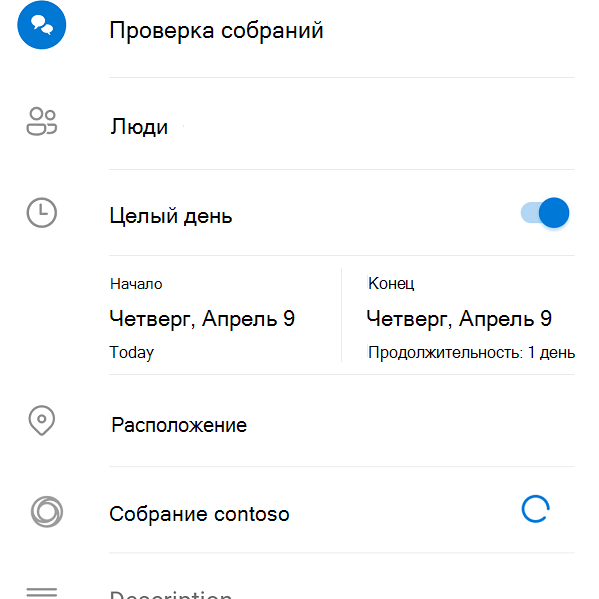 Проверка собраний
Люди
Целый день
Начало
Четверг, Апрель 9
Today
Конец
Четверг, Апрель 9
Продолжительность: 1 день
Расположение
Собрание contoso
Description